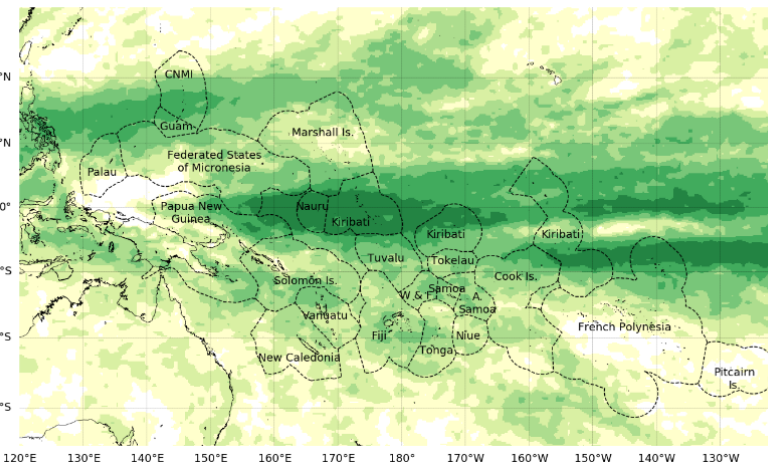 °N
CNMI
Guam
°N
Marshall Is.
Federated States
of Micronesia
Palau
0°
Papua New
Guinea
Nauru
Kiribati
Kiribati
Kiribati
Tuvalu
Tokelau
°S
Solomon Is.
Cook Is.
W & F
Samoa
A.
Samoa
Vanuatu
French Polynesia
°S
Fiji
Niue
New Caledonia
Tonga
Pitcairn
Is.
°S
120°E 130°E 140°E 150°E 160°E 170°E 180° 170°W 160°W 150°W 140°W 130°W